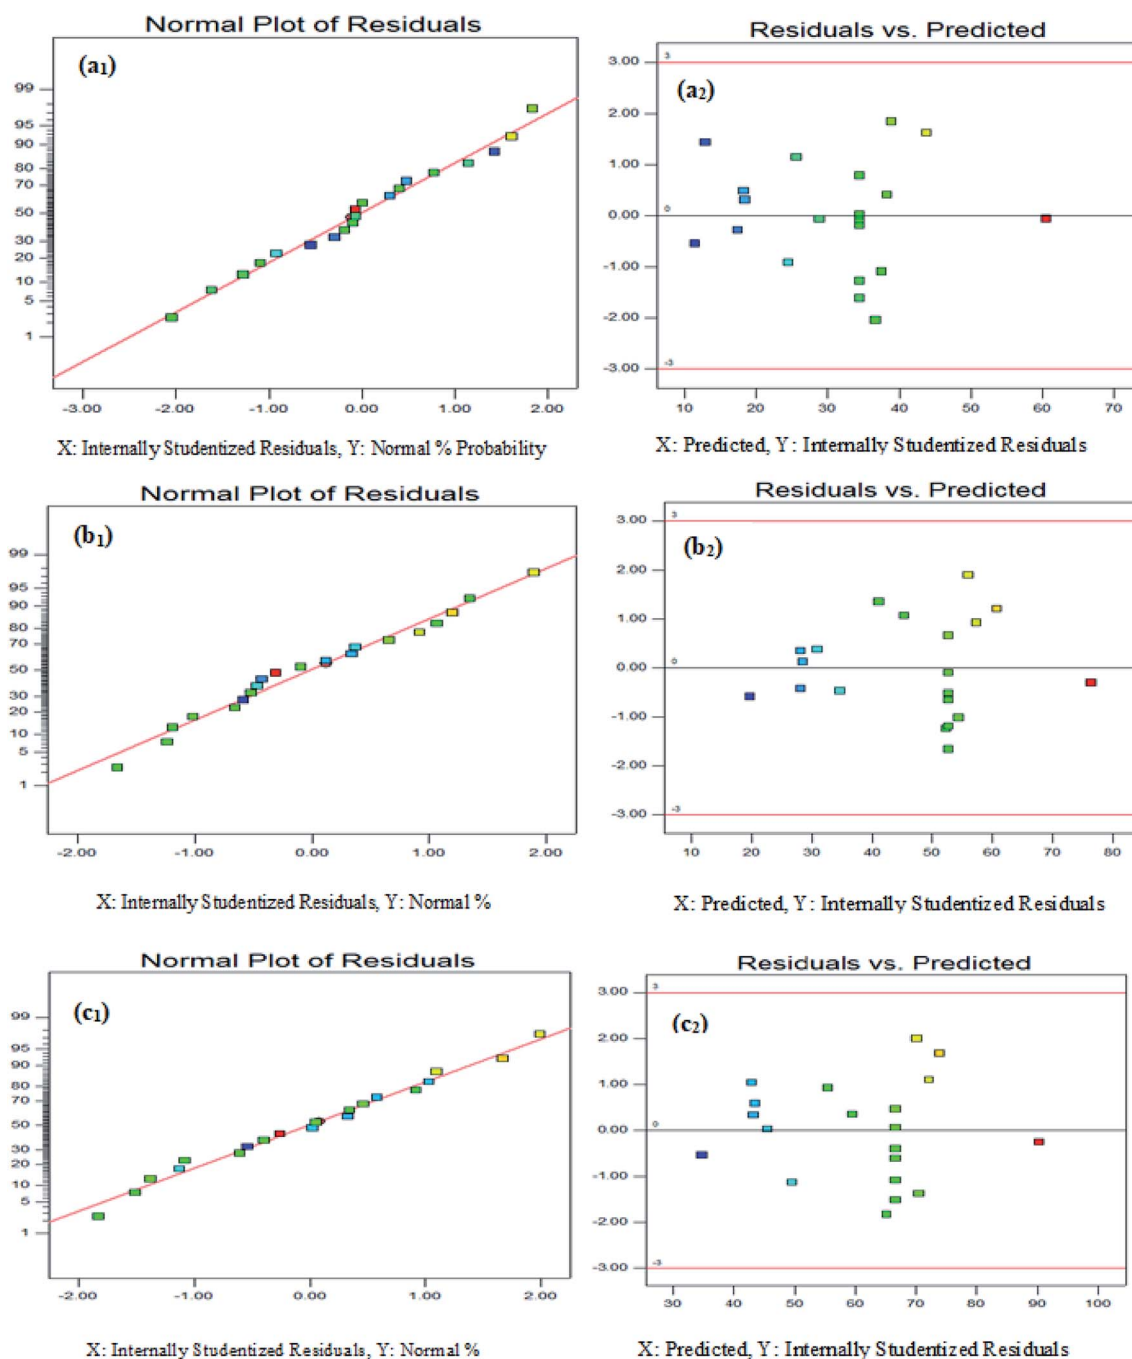 Normal Plot of Residuals
(a1)
99
95
90
80
70
50
30
20
10
5
1
-3.00 -2.00 -1.00 0.00 1.00 2.00
X: Internally Studentized Residuals, Y: Normal % Probability
Residuals vs. Predicted
(a2)
3.00
2.00
1.00
0.00
-1.00
-2.00
-3.00
3
0
-3
10 20 30 40 50 60 70
X: Predicted, Y: Internally Studentized Residuals
Normal Plot of Residuals
(b1)
99
95
90
80
70
50
30
20
10
5
1
-2.00 -1.00 0.00 1.00 2.00
X: Internally Studentized Residuals, Y: Normal %
Residuals vs. Predicted
(b2)
3.00
2.00
1.00
0.00
-1.00
-2.00
-3.00
3
0
-3
10 20 30 40 50 60 70 80
X: Predicted, Y: Internally Studentized Residuals
Normal Plot of Residuals
(c1)
99
95
90
80
70
50
30
20
10
5
1
-2.00 -1.00 0.00 1.00 2.00
X: Internally Studentized Residuals, Y: Normal %
Residuals vs. Predicted
(c2)
3.00
2.00
1.00
0.00
-1.00
-2.00
-3.00
3
0
-3
30 40 50 60 70 80 90 100
X: Predicted, Y: Internally Studentized Residuals